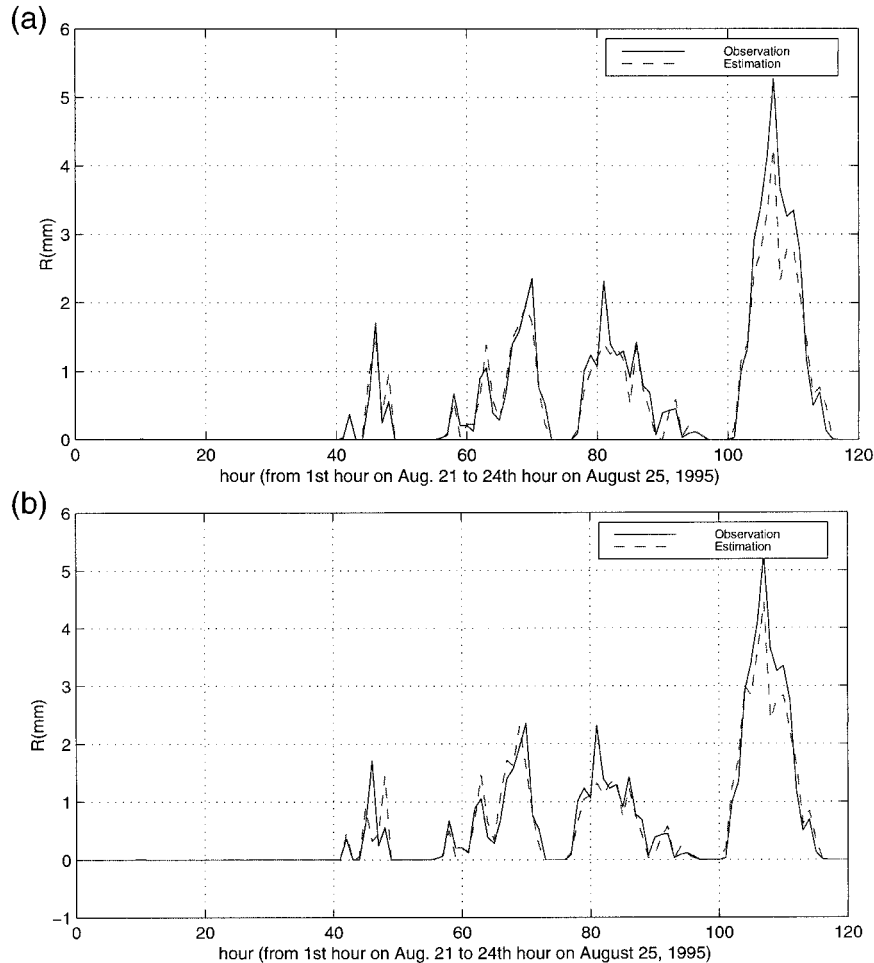 (a)
6
5
4
3
2
1
0
R(mm)
Observation
Estimation
0 20 40 60 80 100 120
hour (from 1st hour on Aug. 21 to 24th hour on August 25, 1995)
(b)
6
5
4
3
2
1
0
−1
R(mm)
Observation
Estimation
0 20 40 60 80 100 120
hour (from 1st hour on Aug. 21 to 24th hour on August 25, 1995)